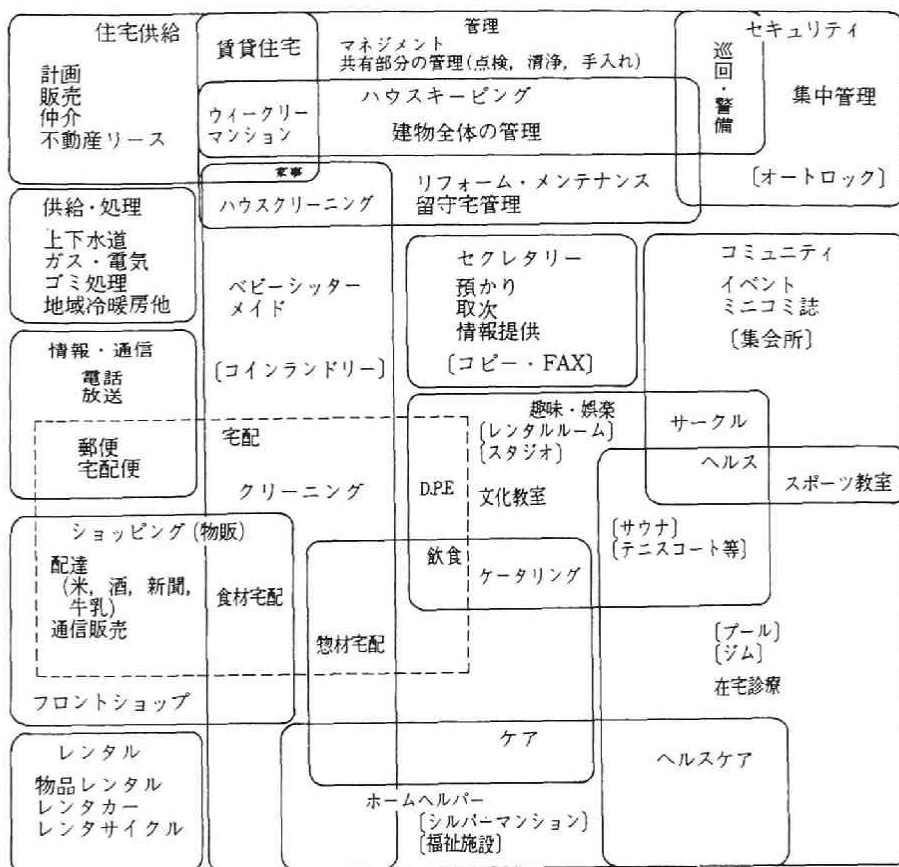 住宅供給
計画
販売
仲介
不動産リース
賃貸住宅
ウィークリー
マンション
管理
マネジメント
共有部分の管理(点検，清浄，手入れ)
ハウスキーピング
建物全体の管理
リフォーム・メンテナンス
留守宅管理
セキュリティ
巡回・警備
集中管理
〔オートロック〕
供給・処理
上下水道
ガス・電気
ゴミ処理
地域冷暖房他
家事
ハウスクリーニング
ベビーシッター
メイド
〔コインランドリー〕
セクレタリー
預かり
取次
情報提供
〔コピー・FAX〕
コミュニティ
イベント
ミニコミ誌
〔集会所〕
情報・通信
電話
放送
郵便
宅配便
宅配
クリーニング
D.P.E
趣味・娯楽
〔レンタルルーム〕
〔スタジオ〕
文化教室
サークル
ヘルス
スポーツ教室
〔サウナ〕
〔テニスコート等〕
ショッピング(物販)
配達
(米，酒，新聞，
牛乳)
通信販売
食材宅配
フロントショップ
飲食
ケータリング
惣材宅配
〔プール〕
〔ジム〕
在宅診療
レンタル
物品レンタル
レンタカー
レンタサイクル
ケア
ホームヘルパー
〔シルバーマンション〕
〔福祉施設〕
ヘルスケア